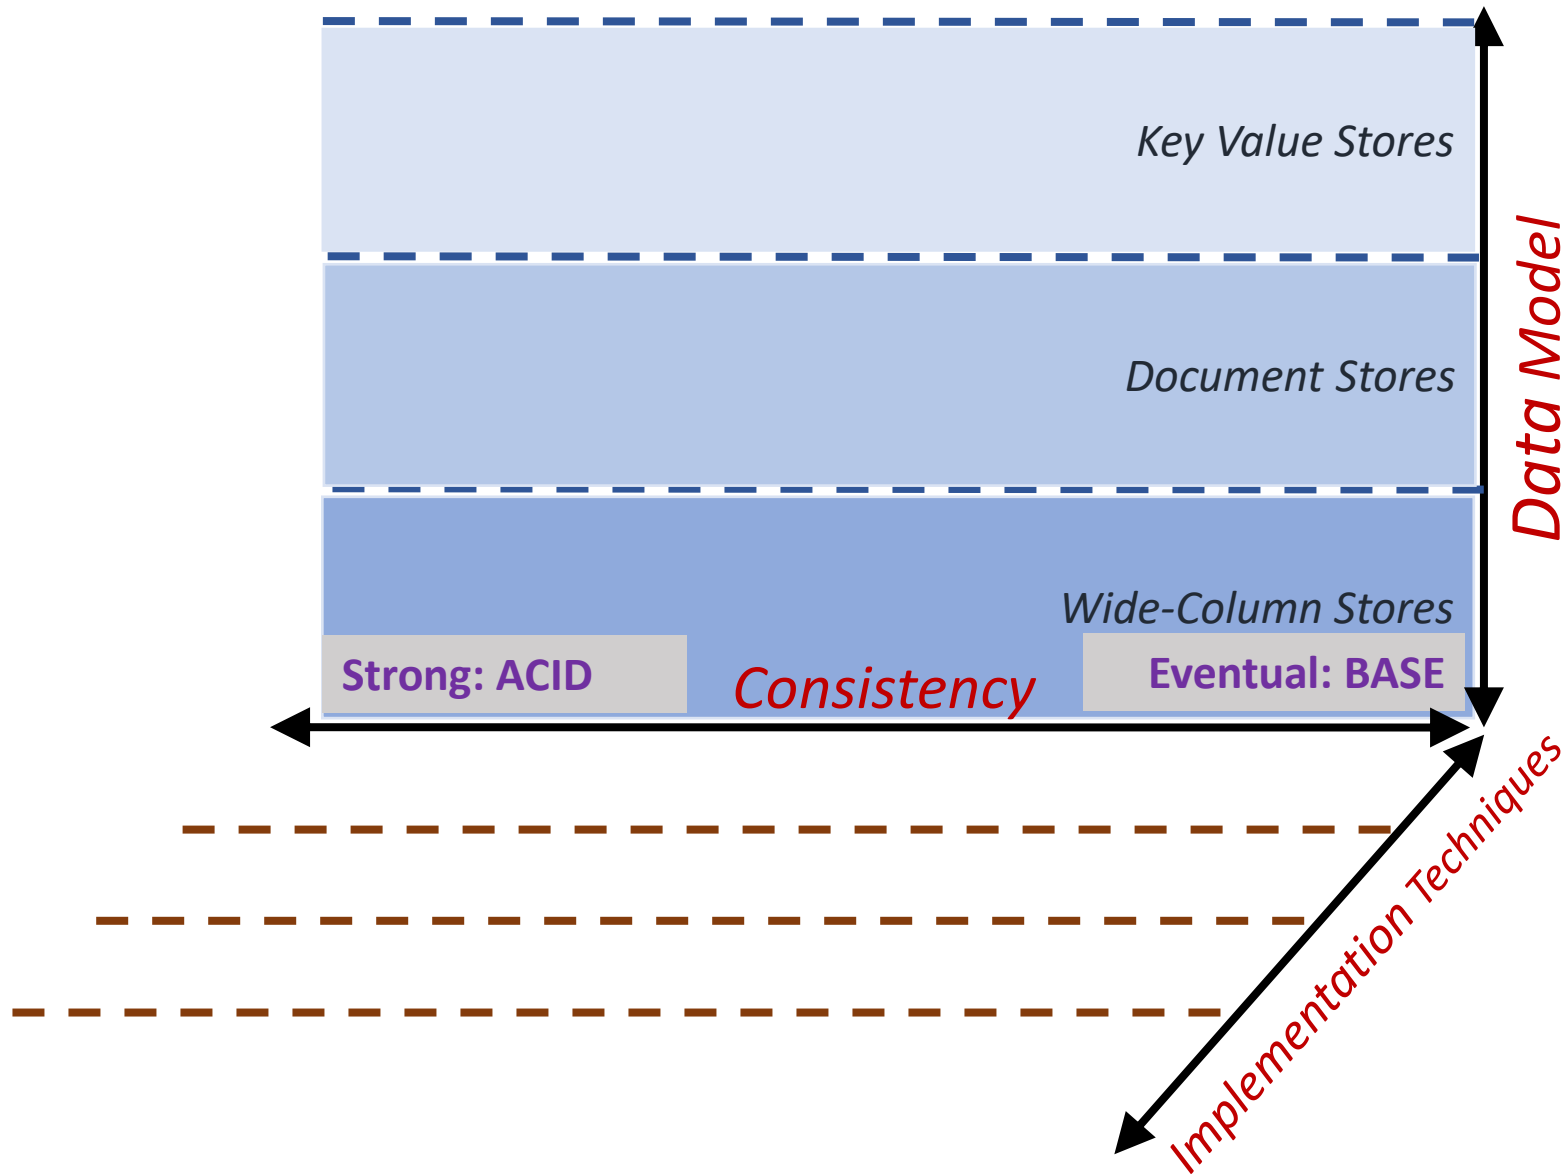 Key Value Stores
Document Stores
Data Model
Wide-Column Stores
Strong: ACID
Consistency
Eventual: BASE
Implementation Techniques